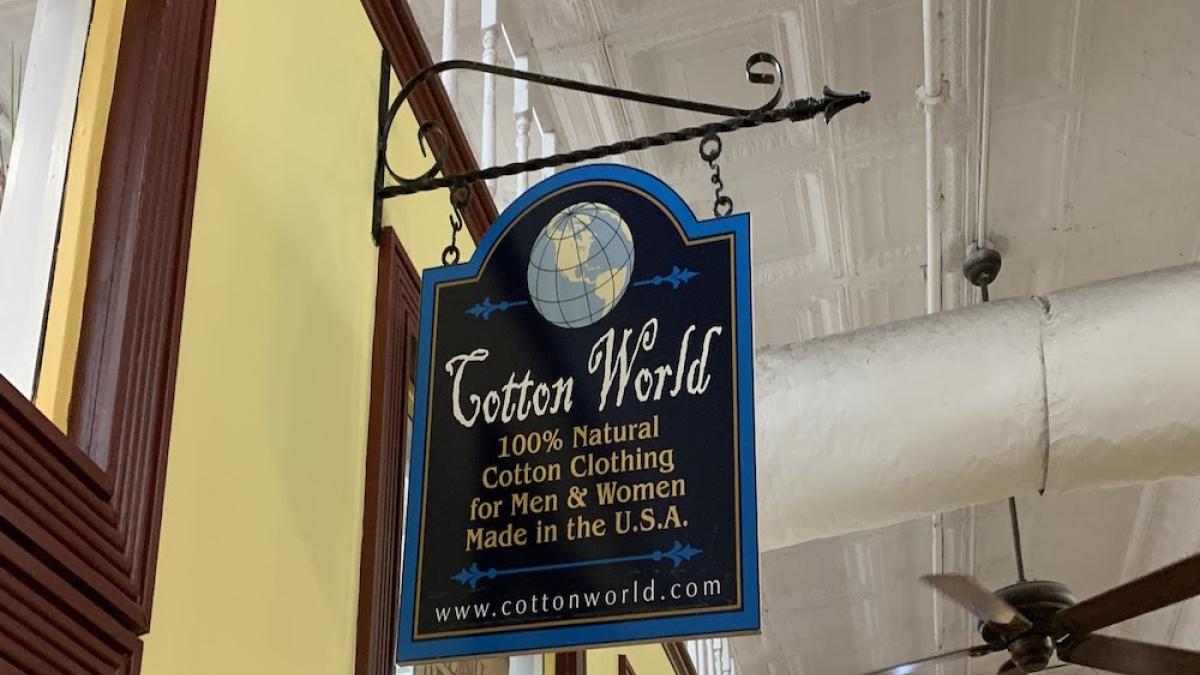 Cotton World
100% Natural
Cotton Clothing
for Men & Women
Made in the U.S.A.
www.cottonworld.com